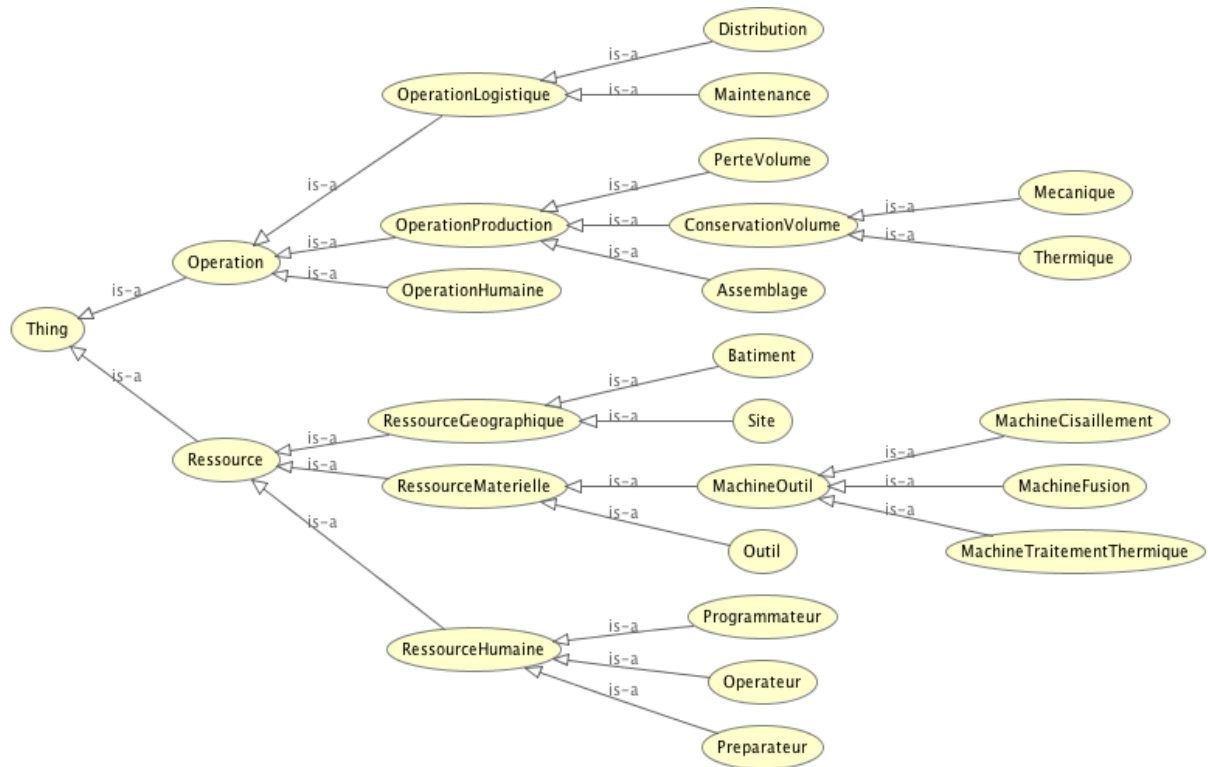 Distribution
is-a
OperationLogistique
is-a
Maintenance
PerteVolume
is-a
is-a
Mecanique
is-a
OperationProduction
is-a
ConservationVolume
is-a
is-a
Operation
is-a
Thermique
is-a
is-a
OperationHumaine
Assemblage
Thing
is-a
Batiment
is-a
RessourceGeographique
is-a
Site
MachineCisaillement
is-a
is-a
Ressource
is-a
RessourceMaterielle
is-a
MachineOutil
is-a
MachineFusion
is-a
is-a
is-a
Outil
MachineTraitementThermique
Programmateur
is-a
RessourceHumaine
is-a
Operateur
is-a
Preparateur